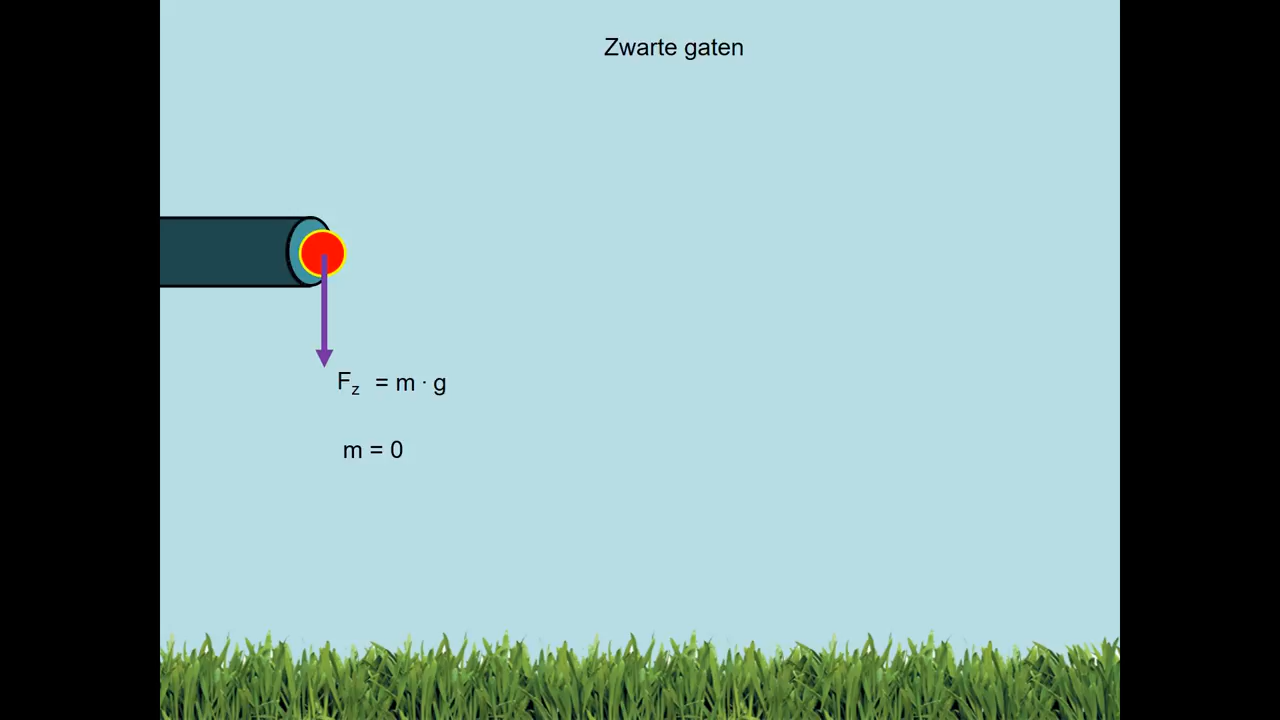 Zwarte gaten
Fz = m · g
m = 0